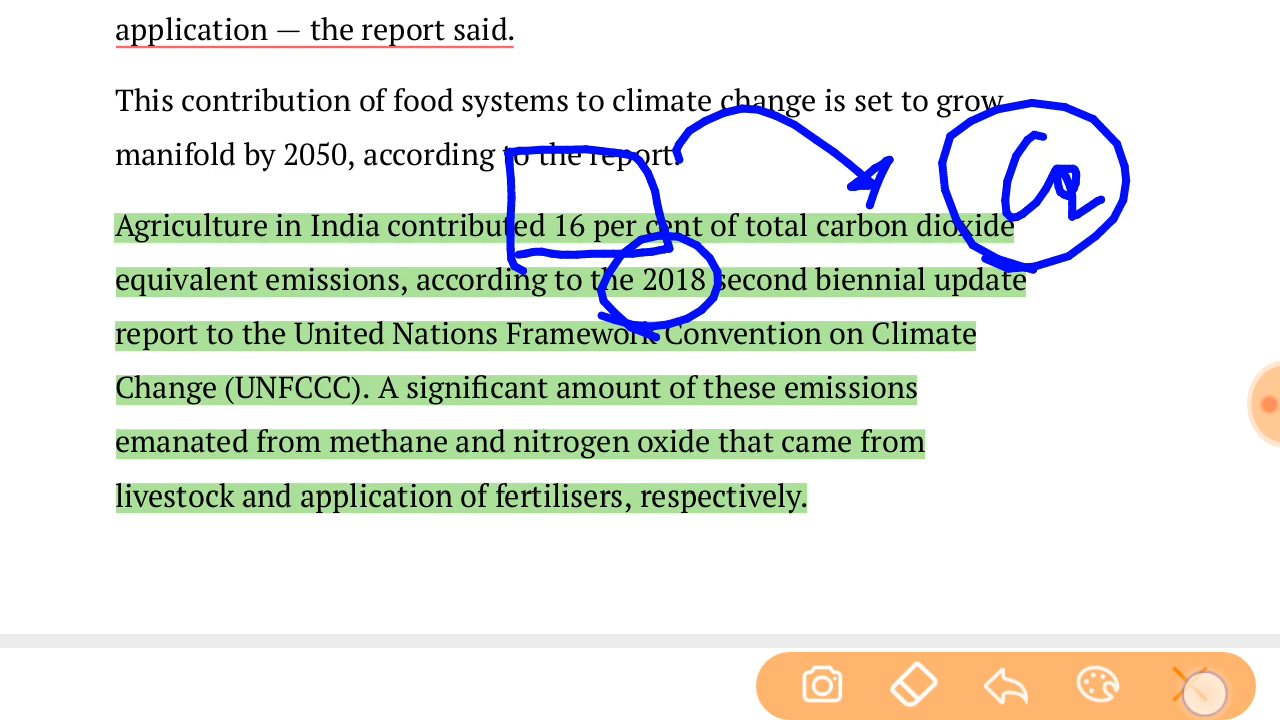 application — the report said.
This contribution of food systems to climate change is set to grow
manifold by 2050, according to the report.
Agriculture in India contributed 16 per cent of total carbon dioxide
equivalent emissions, according to the 2018 second biennial update
report to the United Nations Framework Convention on Climate
Change (UNFCCC). A significant amount of these emissions
emanated from methane and nitrogen oxide that came from
livestock and application of fertilisers, respectively.